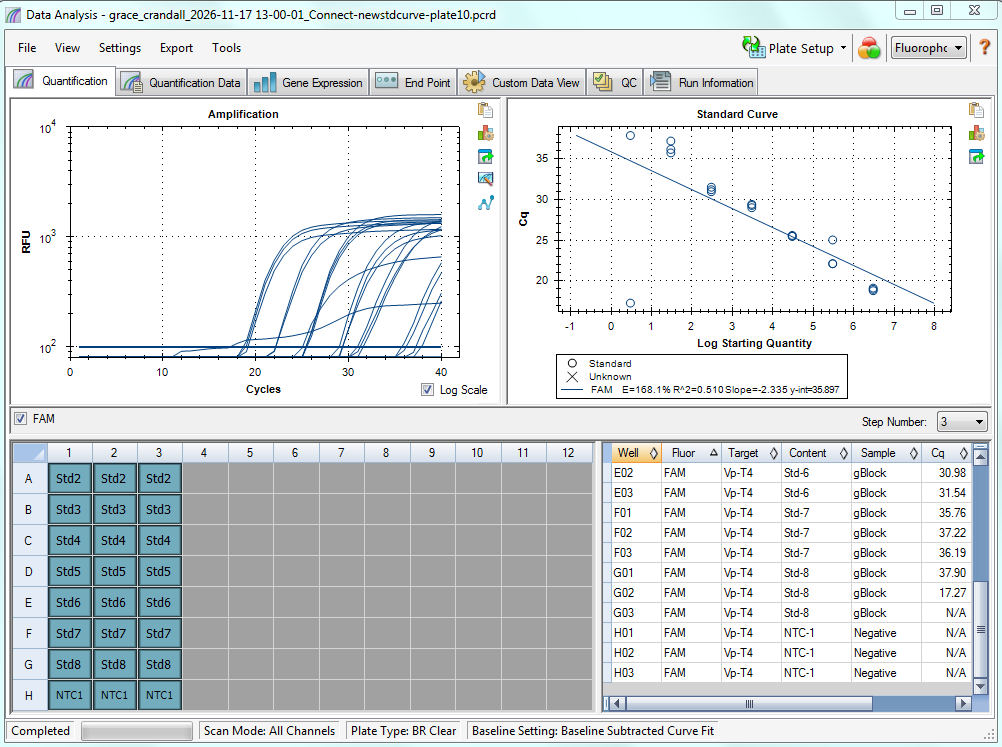 Data Analysis - grace_crandall_2026-11-17 13-00-01_Connect-newstdcurve-plate10.pcrd
File View Settings Export Tools Plate Setup Fluoropho ?
Quantification Quantification Data Gene Expression End Point Custom Data View QC Run Information
Amplification
10^4
10^3
10^2
RFU
0 10 20 30 40
Cycles
Log Scale
Standard Curve
35
30
25
20
Cq
-1 0 1 2 3 4 5 6 7 8
Log Starting Quantity
Standard
Unknown
FAM E=168.1% R^2=0.510 Slope=-2.335 y-int=35.897
FAM
Step Number: 3
1 2 3 4 5 6 7 8 9 10 11 12
A Std2 Std2 Std2
B Std3 Std3 Std3
C Std4 Std4 Std4
D Std5 Std5 Std5
E Std6 Std6 Std6
F Std7 Std7 Std7
G Std8 Std8 Std8
H NTC1 NTC1 NTC1
Well Fluor Target Content Sample Cq
E02 FAM Vp-T4 Std-6 gBlock 30.98
E03 FAM Vp-T4 Std-6 gBlock 31.54
F01 FAM Vp-T4 Std-7 gBlock 35.76
F02 FAM Vp-T4 Std-7 gBlock 37.22
F03 FAM Vp-T4 Std-7 gBlock 36.19
G01 FAM Vp-T4 Std-8 gBlock 37.90
G02 FAM Vp-T4 Std-8 gBlock 17.27
G03 FAM Vp-T4 Std-8 gBlock N/A
H01 FAM Vp-T4 NTC-1 Negative N/A
H02 FAM Vp-T4 NTC-1 Negative N/A
H03 FAM Vp-T4 NTC-1 Negative N/A
Completed Scan Mode: All Channels Plate Type: BR Clear Baseline Setting: Baseline Subtracted Curve Fit